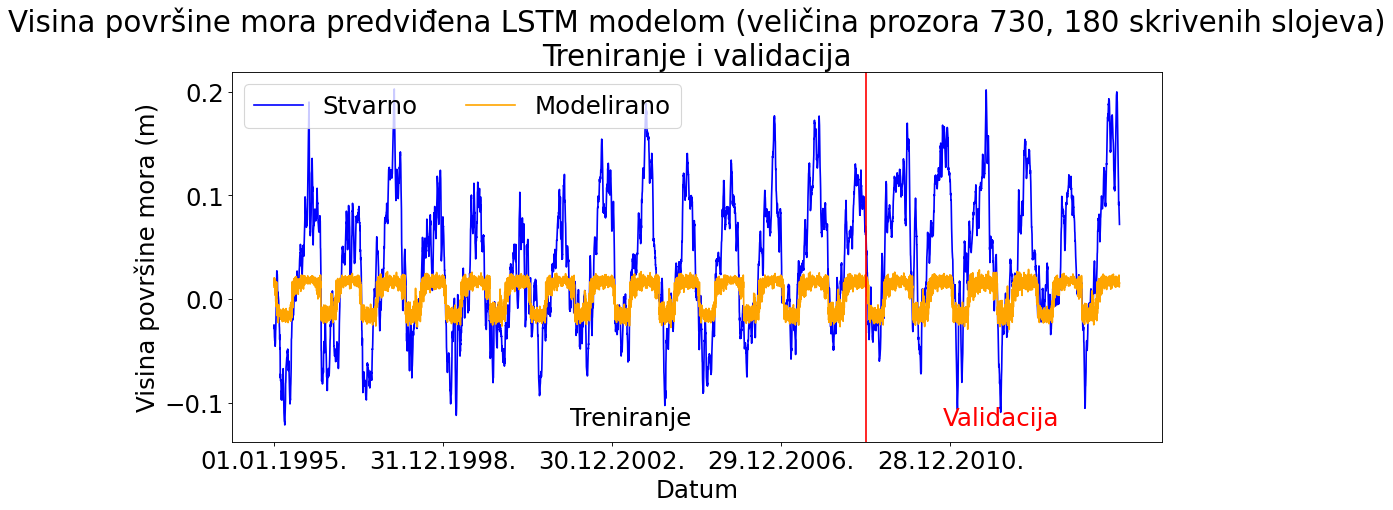 Visina površine mora predviđena LSTM modelom (veličina prozora 730, 180 skrivenih slojeva)
Treniranje i validacija
Stvarno
Modelirano
Visina površine mora (m)
0.2
0.1
0.0
−0.1
Treniranje
Validacija
01.01.1995.
31.12.1998.
30.12.2002.
29.12.2006.
28.12.2010.
Datum